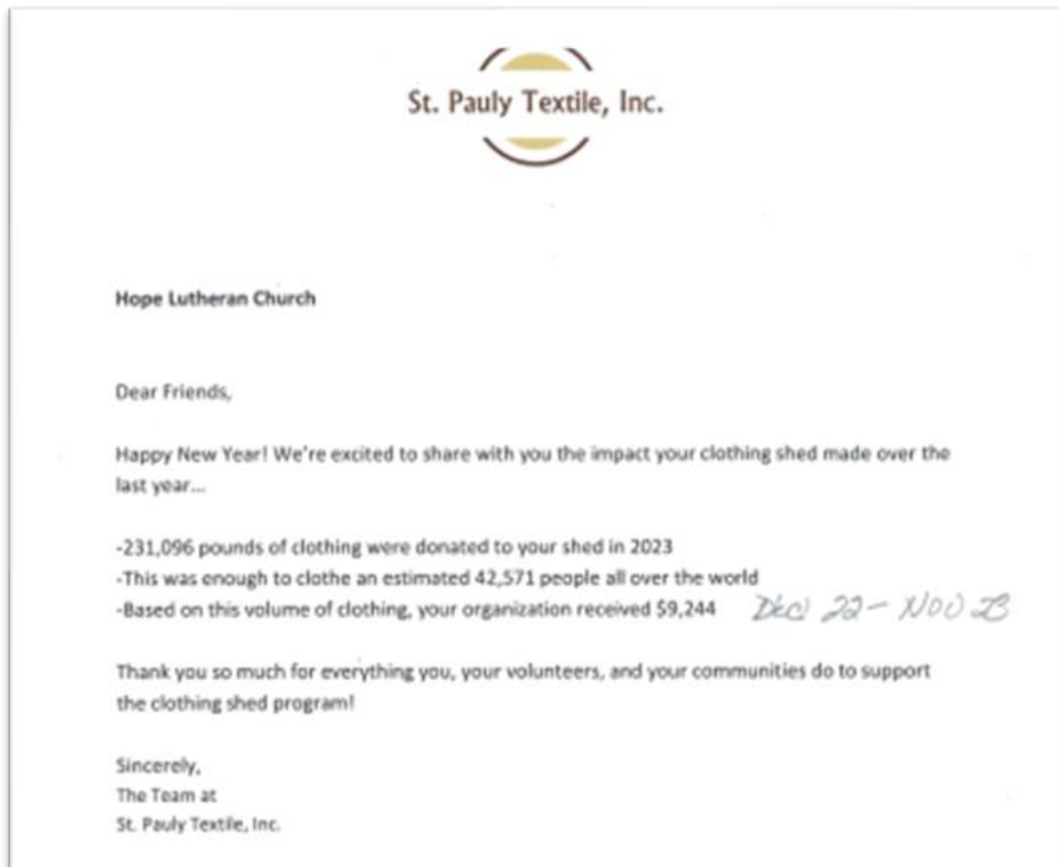 St. Pauly Textile, Inc.
Hope Lutheran Church
Dear Friends,
Happy New Year! We're excited to share with you the impact your clothing shed made over the
last year...
-231,096 pounds of clothing were donated to your shed in 2023
-This was enough to clothe an estimated 42,571 people all over the world
-Based on this volume of clothing, your organization received $9,244 Dec 22 - Nov 23
Thank you so much for everything you, your volunteers, and your communities do to support
the clothing shed program!
Sincerely,
The Team at
St. Pauly Textile, Inc.